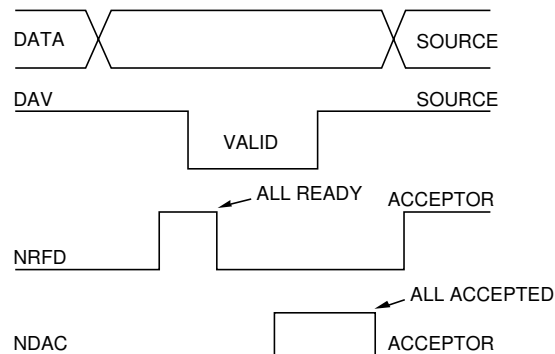 DATA SOURCE
DAV SOURCE
VALID
ALL READY
ACCEPTOR
NRFD
ALL ACCEPTED
NDAC ACCEPTOR